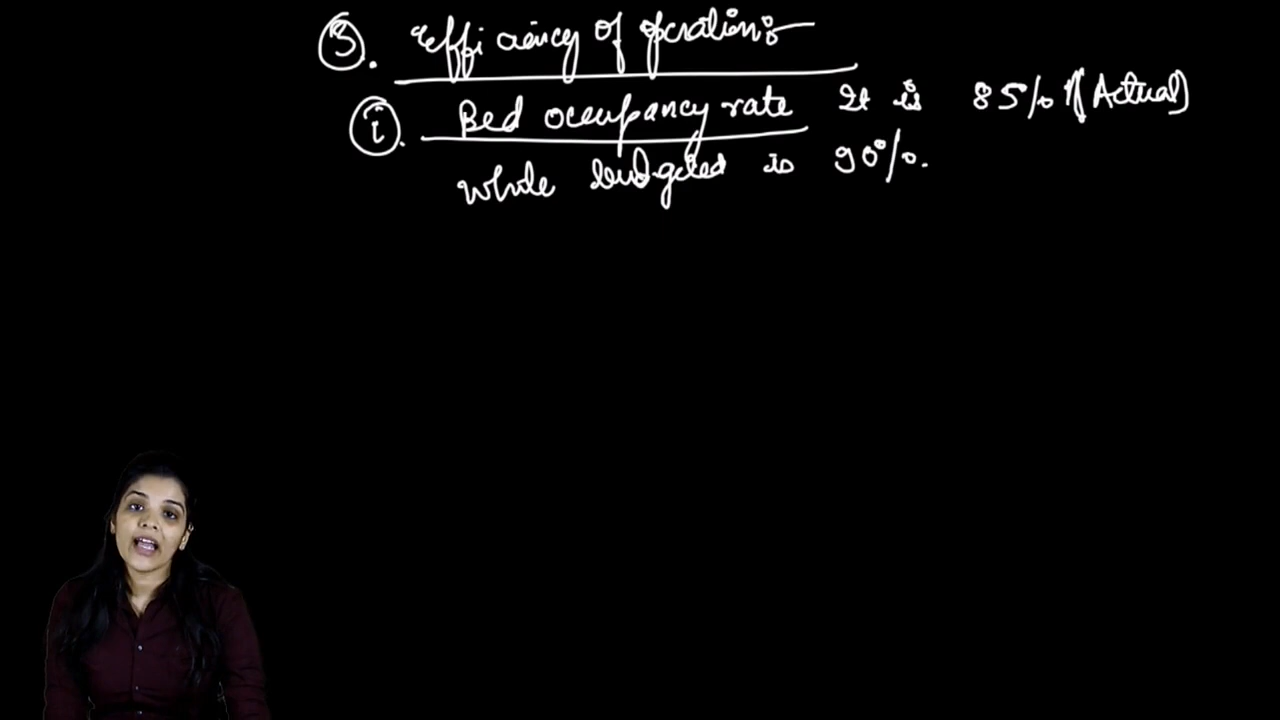 3. Efficiency of operations:-
i. Bed occupancy rate It is 85% (Actual)
while budgeted is 90%.